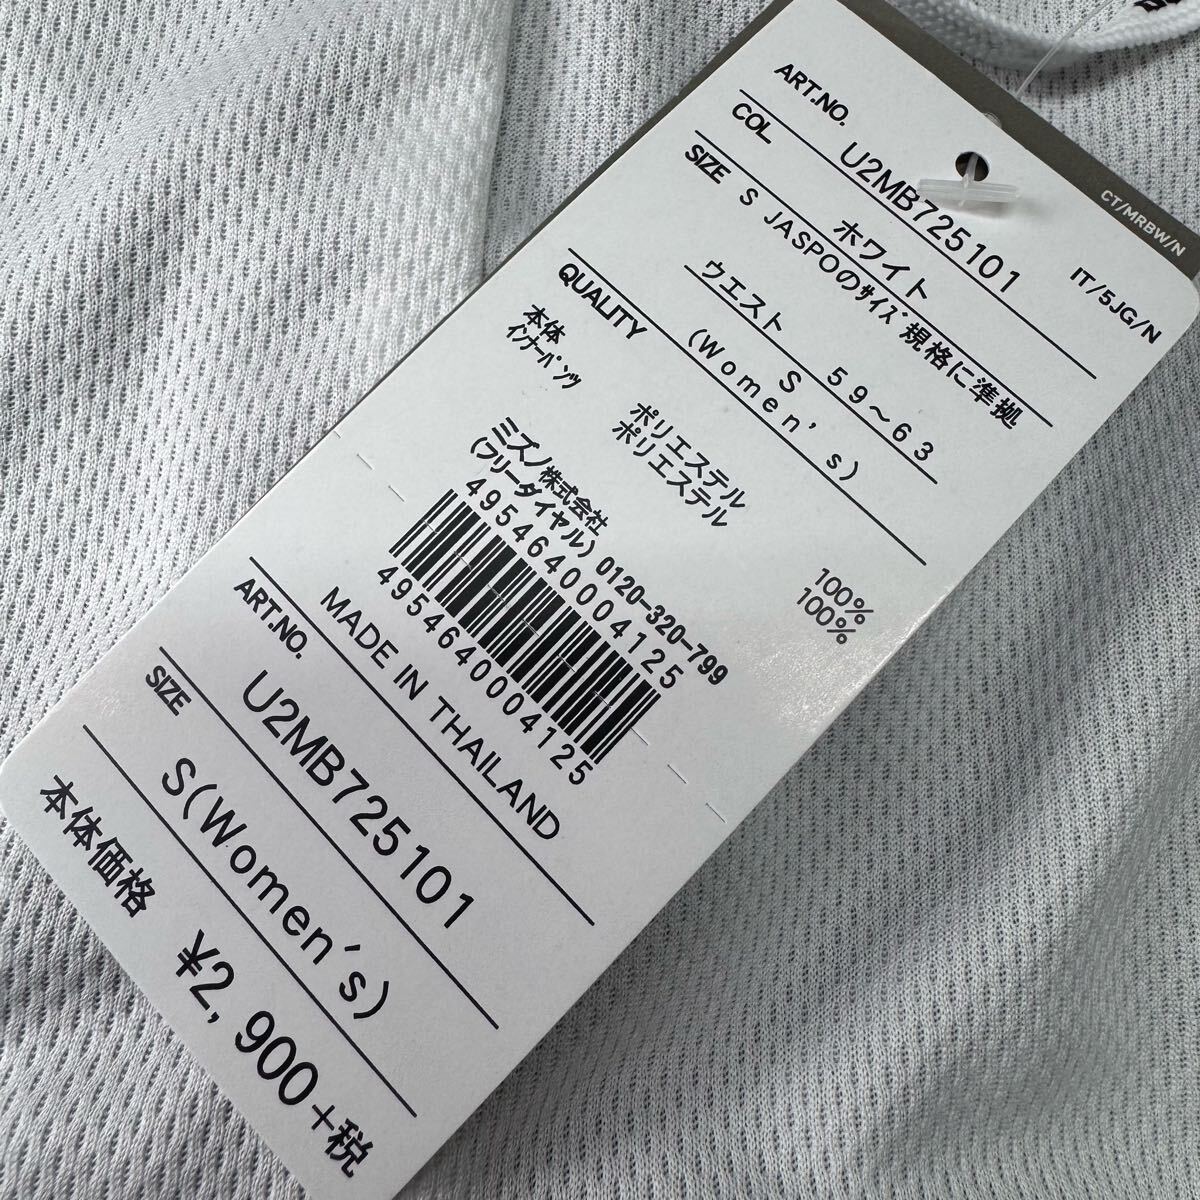 CT/MRBW/N
IT/5JG/N
ART.NO. U2MB725101
COL. ホワイト
SIZE S JASPOのｻｲｽﾞ規格に準拠
ウエスト 59～63
S
(Women's)
QUALITY
本体 ポリエステル 100%
ｲﾝﾅｰﾊﾟﾝﾂ ポリエステル 100%
ミズノ株式会社
(フリーダイヤル) 0120-320-799
4954640004125
4954640004125
MADE IN THAILAND
ART.NO. U2MB725101
SIZE S(Women's)
本体価格 ¥2,900+税